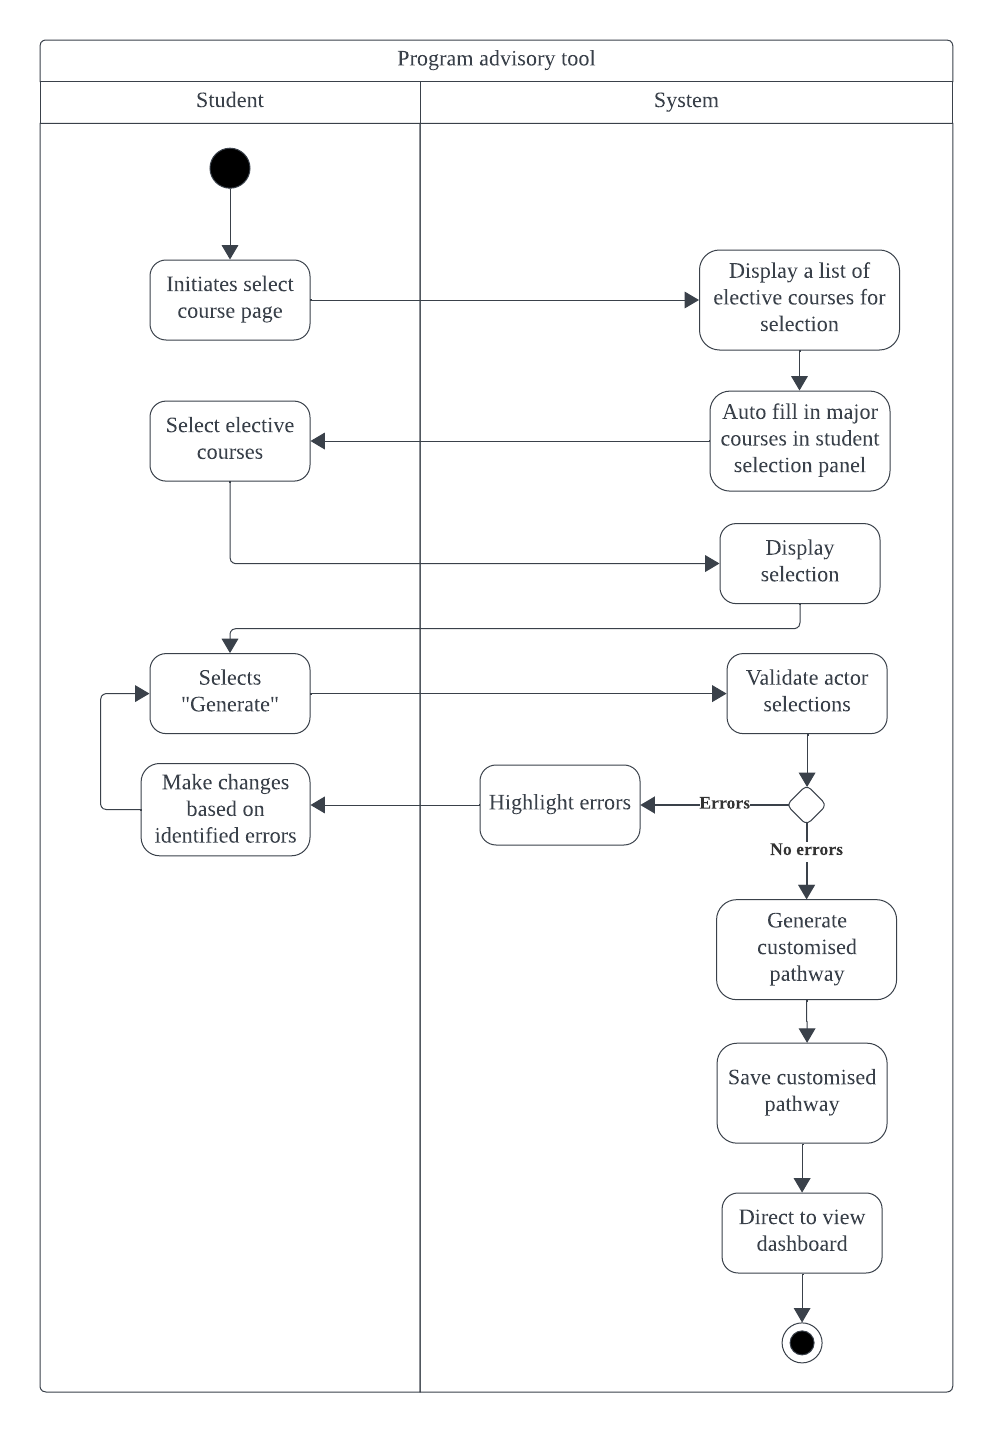 Program advisory tool
Student
System
Initiates select
course page
Display a list of
elective courses for
selection
Select elective
courses
Auto fill in major
courses in student
selection panel
Display
selection
Selects
"Generate"
Validate actor
selections
Make changes
based on
identified errors
Highlight errors
Errors
No errors
Generate
customised
pathway
Save customised
pathway
Direct to view
dashboard